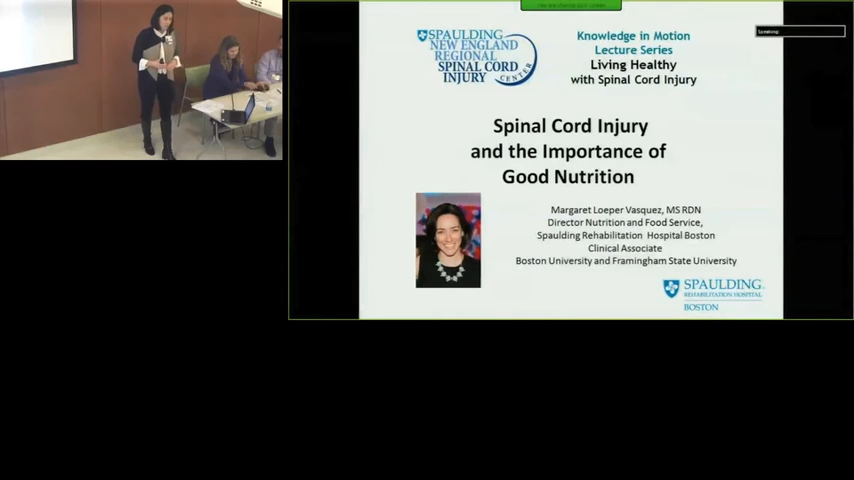 SPAULDING
NEW ENGLAND
REGIONAL
SPINAL CORD
INJURY
CENTER
Knowledge in Motion
Lecture Series
Living Healthy
with Spinal Cord Injury
Spinal Cord Injury
and the Importance of
Good Nutrition
Margaret Loeper Vasquez, MS RDN
Director Nutrition and Food Service,
Spaulding Rehabilitation Hospital Boston
Clinical Associate
Boston University and Framingham State University
SPAULDING
REHABILITATION HOSPITAL
BOSTON